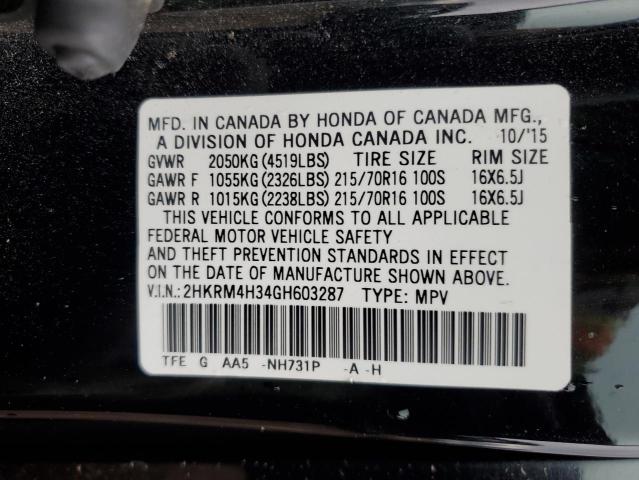 MFD. IN CANADA BY HONDA OF CANADA MFG.,
A DIVISION OF HONDA CANADA INC. 10/'15
GVWR 2050KG (4519LBS) TIRE SIZE RIM SIZE
GAWR F 1055KG (2326LBS) 215/70R16 100S 16X6.5J
GAWR R 1015KG (2238LBS) 215/70R16 100S 16X6.5J
THIS VEHICLE CONFORMS TO ALL APPLICABLE
FEDERAL MOTOR VEHICLE SAFETY
AND THEFT PREVENTION STANDARDS IN EFFECT
ON THE DATE OF MANUFACTURE SHOWN ABOVE.
V.I.N.: 2HKRM4H34GH603287 TYPE: MPV
TFE G AA5 -NH731P -A -H